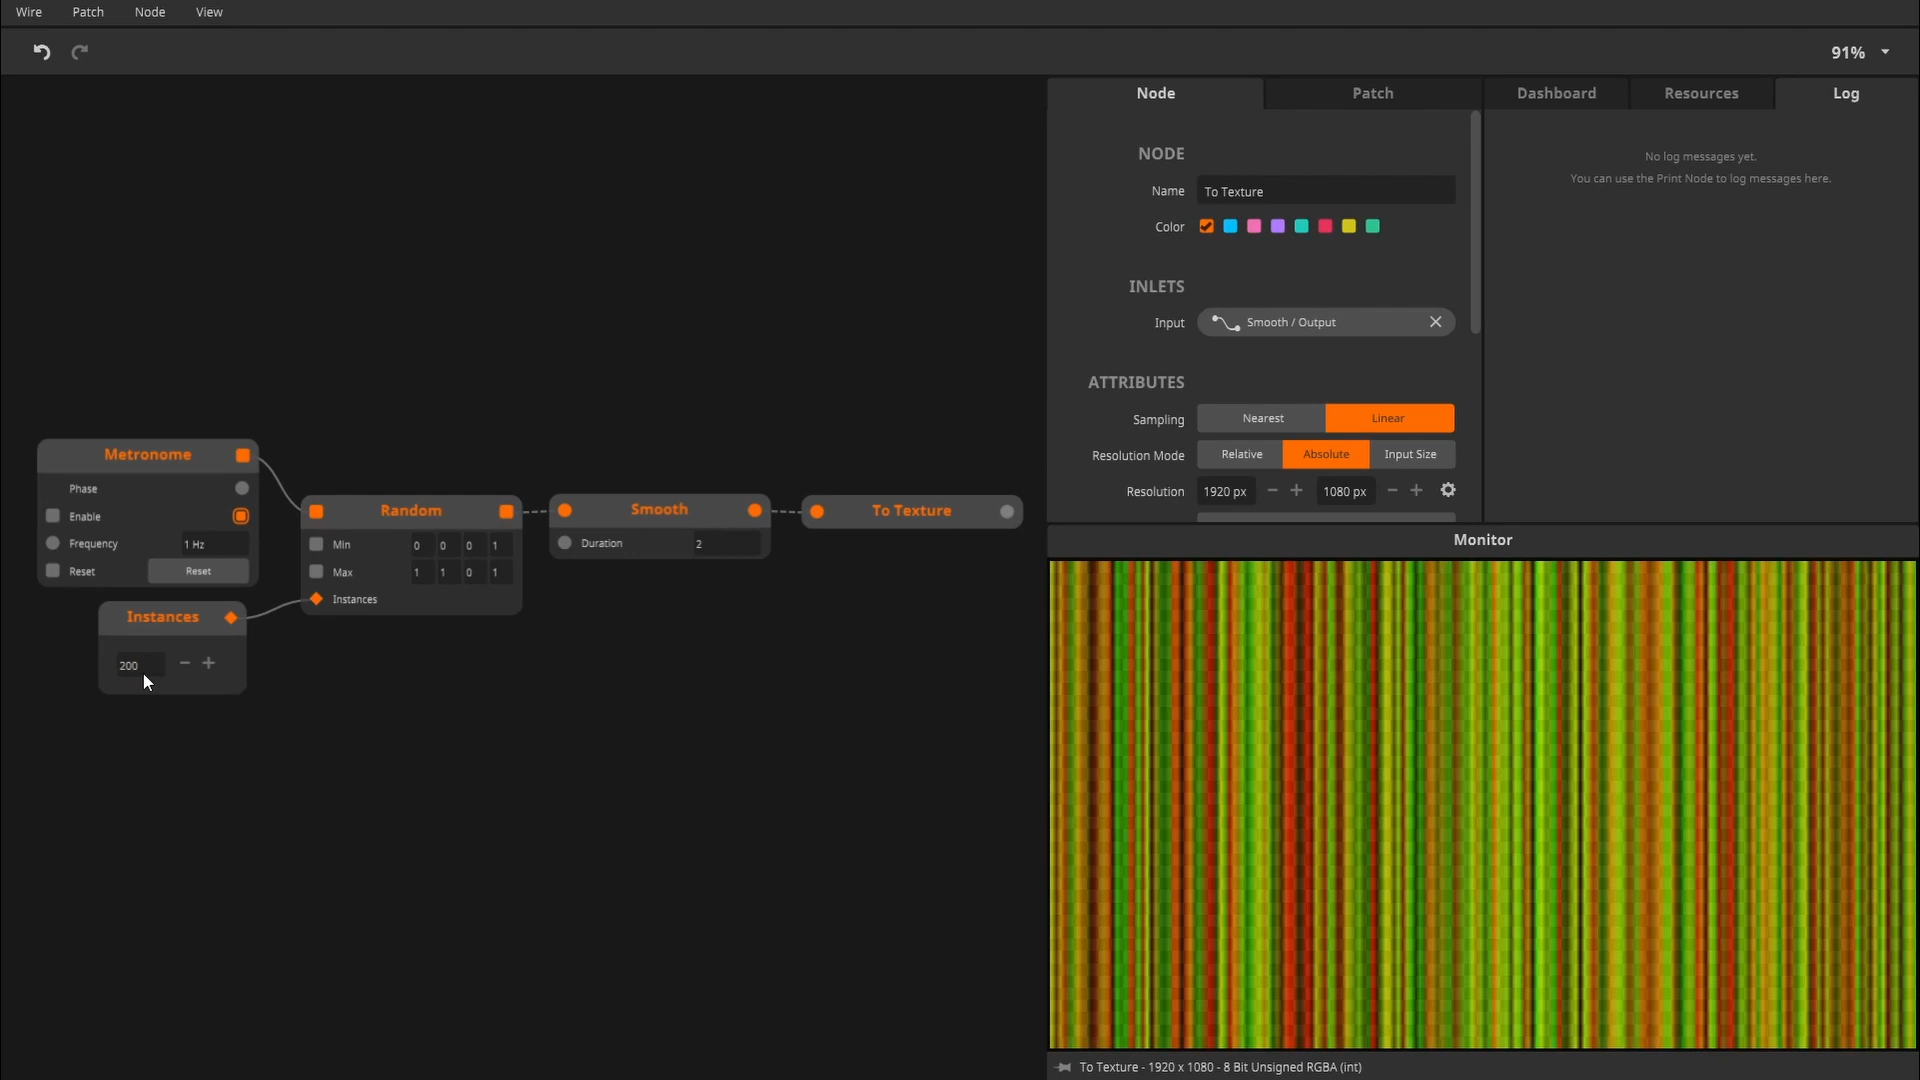 Wire Patch Node View
91%
Node Patch Dashboard Resources Log
NODE
Name To Texture
Color
INLETS
Input Smooth / Output
ATTRIBUTES
Sampling Nearest Linear
Resolution Mode Relative Absolute Input Size
Resolution 1920 px 1080 px
No log messages yet.
You can use the Print Node to log messages here.
Metronome
Phase
Enable
Frequency 1 Hz
Reset Reset
Instances
200
Random
Min 0 0 0 1
Max 1 1 0 1
Instances
Smooth
Duration 2
To Texture
Monitor
To Texture - 1920 x 1080 - 8 Bit Unsigned RGBA (int)